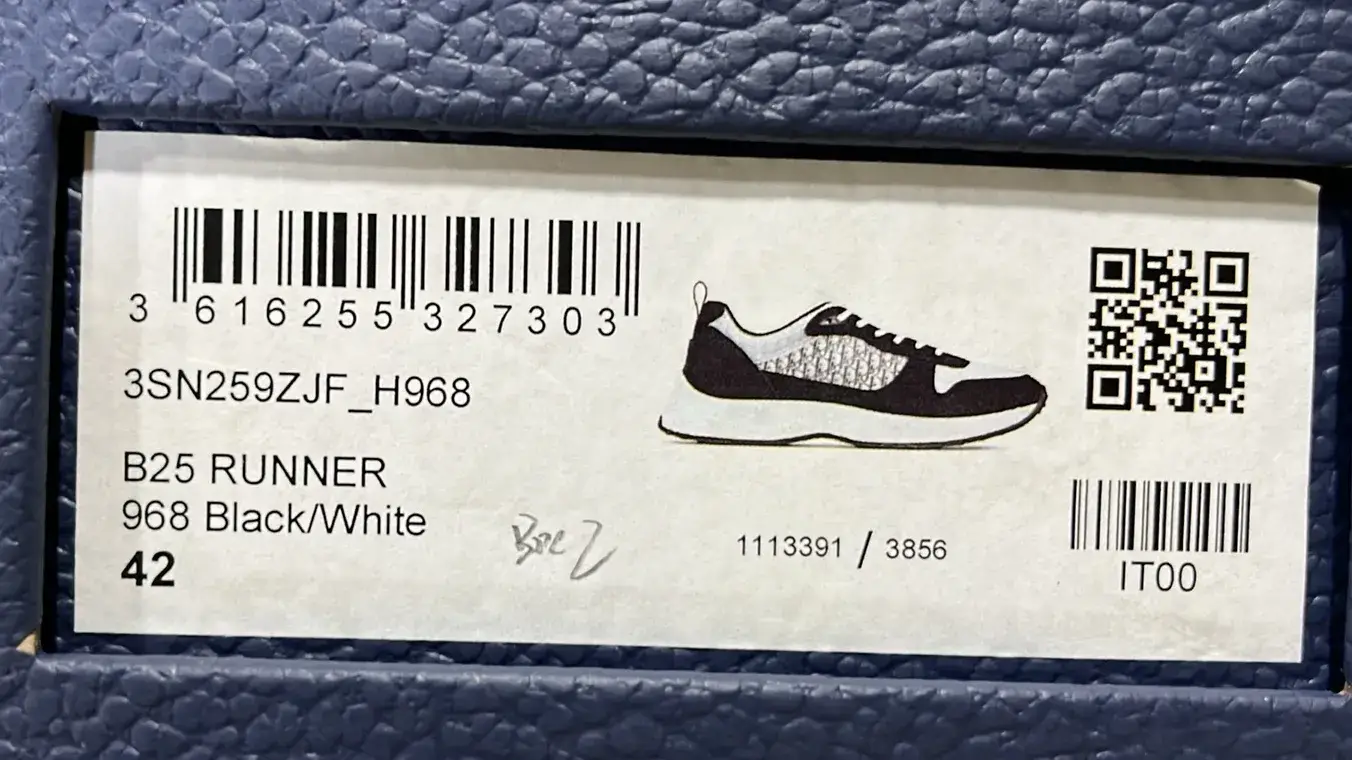 3 616255 327303
3SN259ZJF_H968
B25 RUNNER
968 Black/White
42
1113391 / 3856
IT00